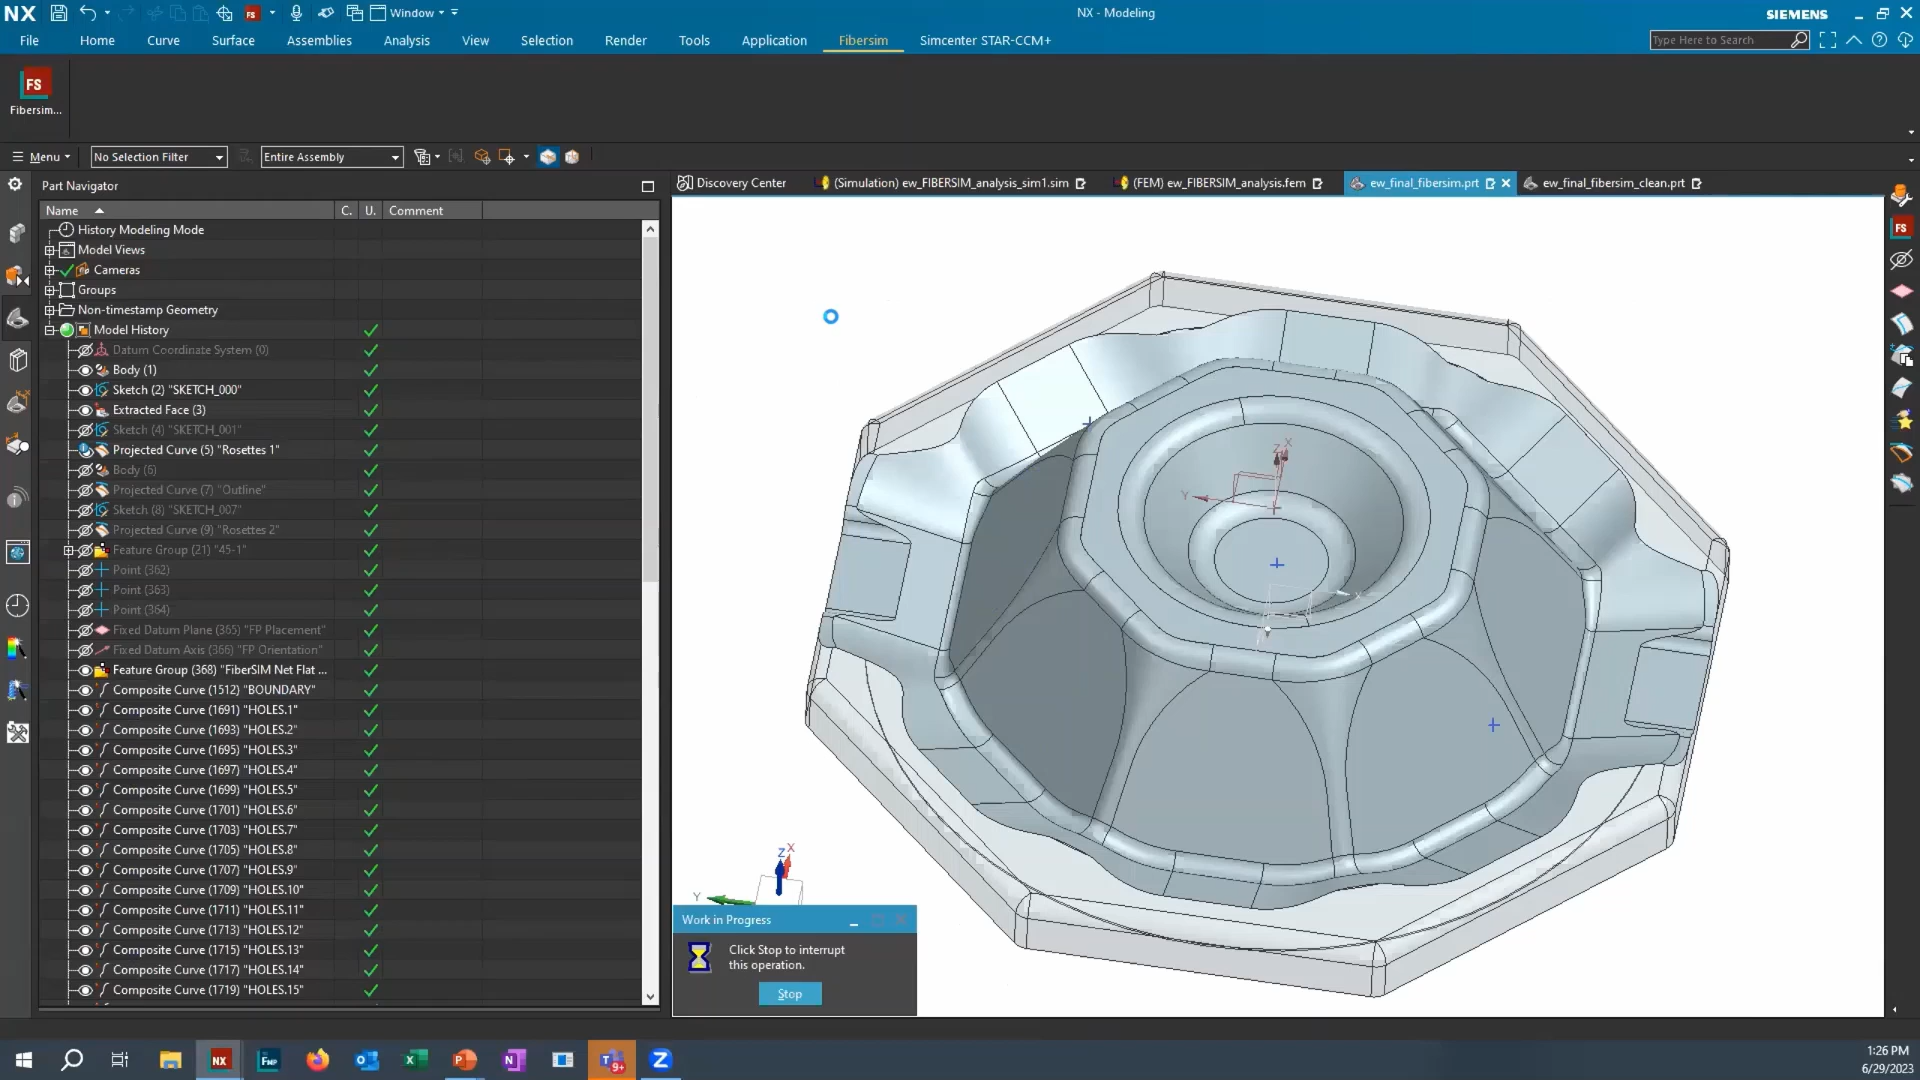 NX
FS
Window
NX - Modeling
SIEMENS
File Home Curve Surface Assemblies Analysis View Selection Render Tools Application Fibersim Simcenter STAR-CCM+
Type Here to Search
FS
Fibersim...
Menu No Selection Filter Entire Assembly
Part Navigator
Discovery Center (Simulation) ew_FIBERSIM_analysis_sim1.sim (FEM) ew_FIBERSIM_analysis.fem ew_final_fibersim.prt ew_final_fibersim_clean.prt
FS
Name C. U. Comment
History Modeling Mode
Model Views
Cameras
Groups
Non-timestamp Geometry
Model History
Datum Coordinate System (0)
Body (1)
Sketch (2) "SKETCH_000"
Extracted Face (3)
Sketch (4) "SKETCH_001"
Projected Curve (5) "Rosettes 1"
Body (6)
Projected Curve (7) "Outline"
Sketch (8) "SKETCH_007"
Projected Curve (9) "Rosettes 2"
Feature Group (21) "45-1"
Point (362)
Point (363)
Point (364)
Fixed Datum Plane (365) "FP Placement"
Fixed Datum Axis (366) "FP Orientation"
Feature Group (368) "FiberSIM Net Flat ...
Composite Curve (1512) "BOUNDARY"
Composite Curve (1691) "HOLES.1"
Composite Curve (1693) "HOLES.2"
Composite Curve (1695) "HOLES.3"
Composite Curve (1697) "HOLES.4"
Composite Curve (1699) "HOLES.5"
Composite Curve (1701) "HOLES.6"
Composite Curve (1703) "HOLES.7"
Composite Curve (1705) "HOLES.8"
Composite Curve (1707) "HOLES.9"
Composite Curve (1709) "HOLES.10"
Composite Curve (1711) "HOLES.11"
Composite Curve (1713) "HOLES.12"
Composite Curve (1715) "HOLES.13"
Composite Curve (1717) "HOLES.14"
Composite Curve (1719) "HOLES.15"
Z X
Y
X
Z X
Y
Work in Progress
Click Stop to interrupt
this operation.
Stop
NX
FNP
9+
1:26 PM
6/29/2023